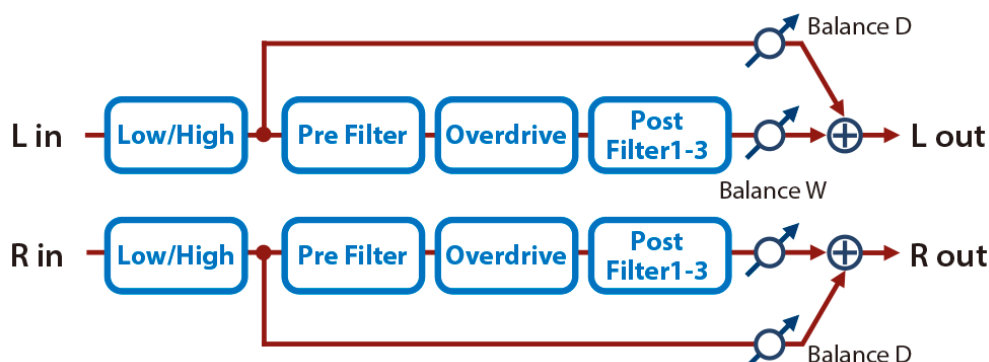 Balance D
L in
Low/High
Pre Filter
Overdrive
Post
Filter1-3
L out
Balance W
R in
Low/High
Pre Filter
Overdrive
Post
Filter1-3
R out
Balance D